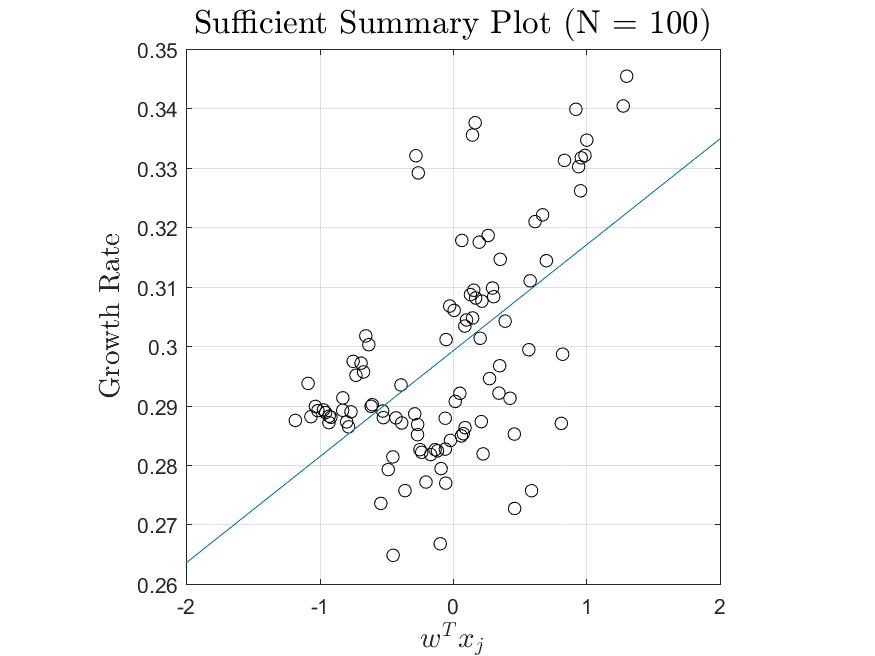 Sufficient Summary Plot (N = 100)
0.35
0.34
0.33
0.32
0.31
0.3
0.29
0.28
0.27
0.26
Growth Rate
-2 -1 0 1 2
w^T x_j